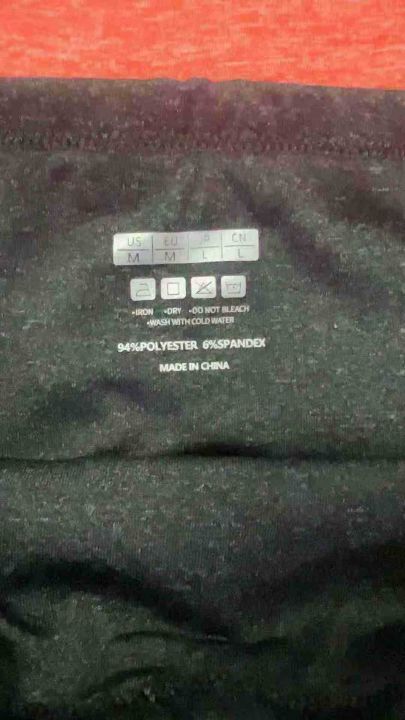 US EU JP CN
M M L L
•IRON •DRY •DO NOT BLEACH
•WASH WITH COLD WATER
94%POLYESTER 6%SPANDEX
MADE IN CHINA